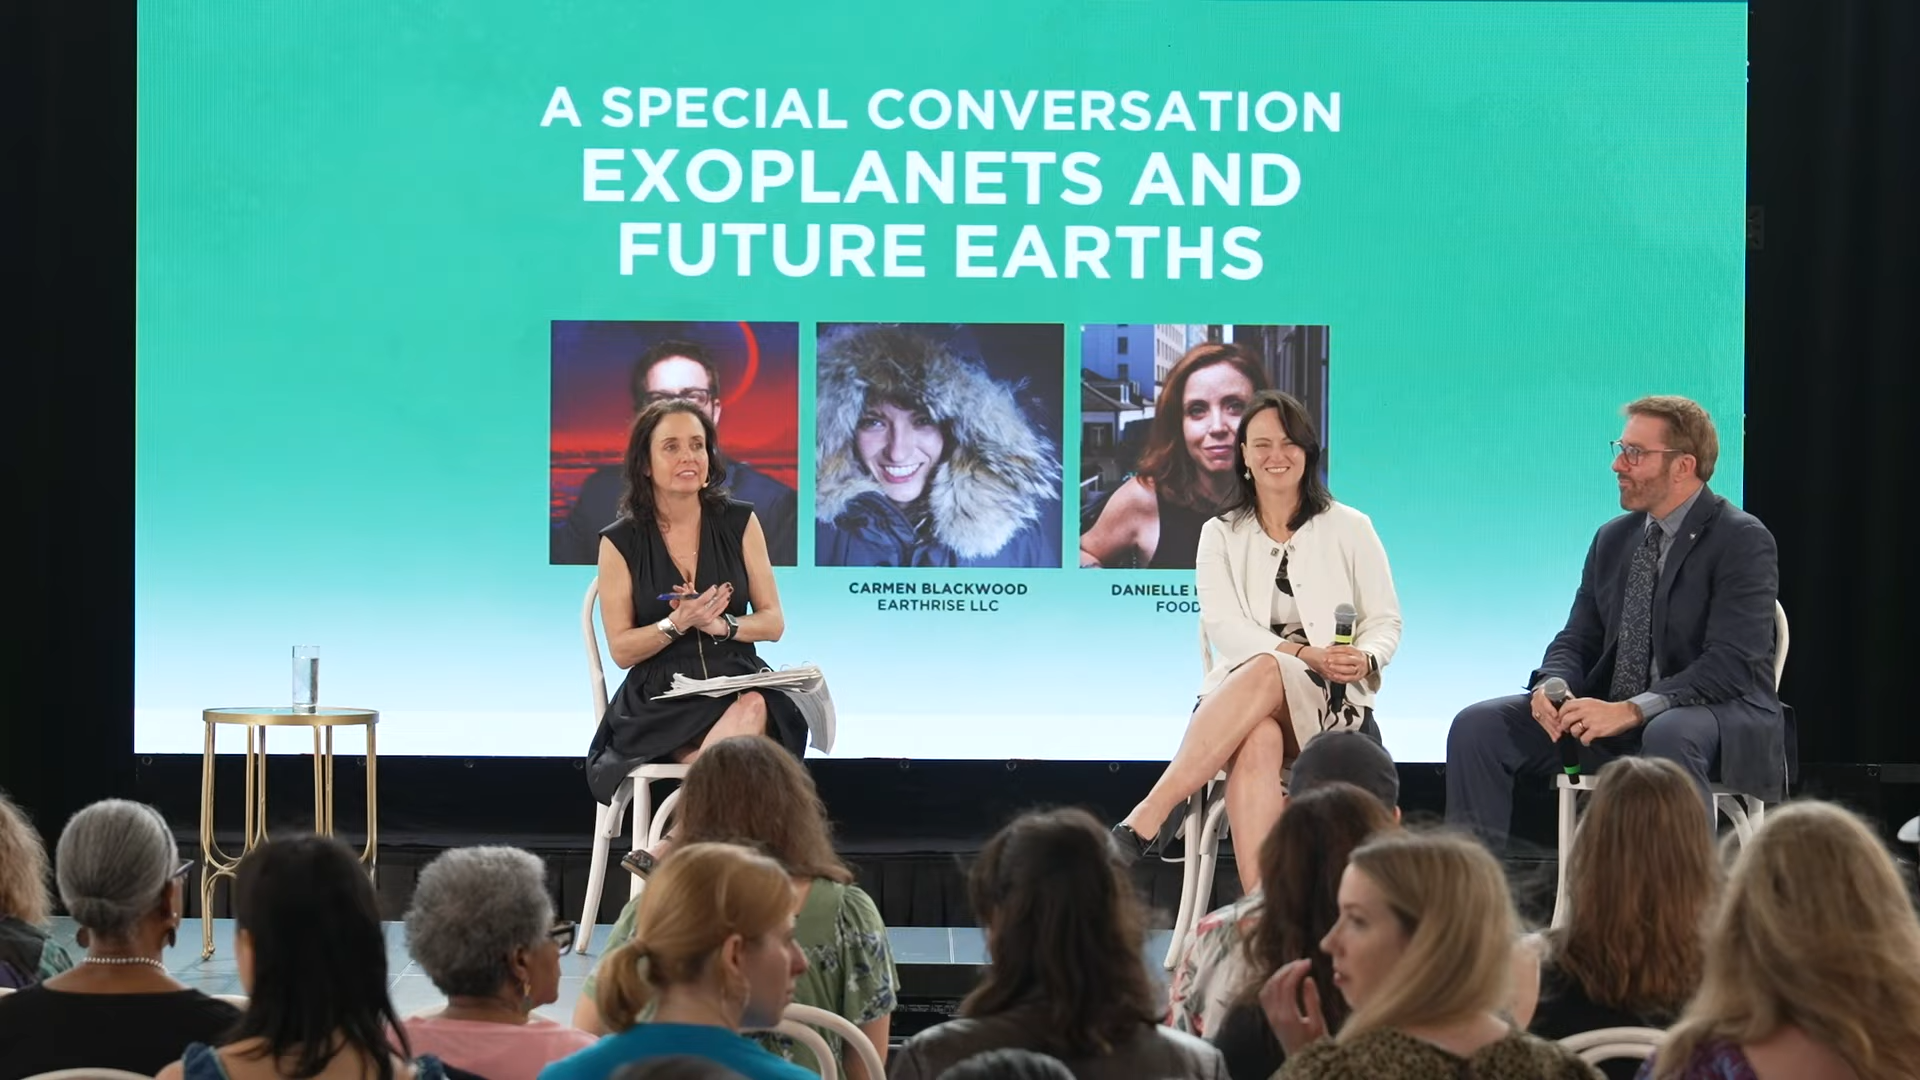 A SPECIAL CONVERSATION
EXOPLANETS AND
FUTURE EARTHS
CARMEN BLACKWOOD
EARTHRISE LLC
DANIELLE
FOOD